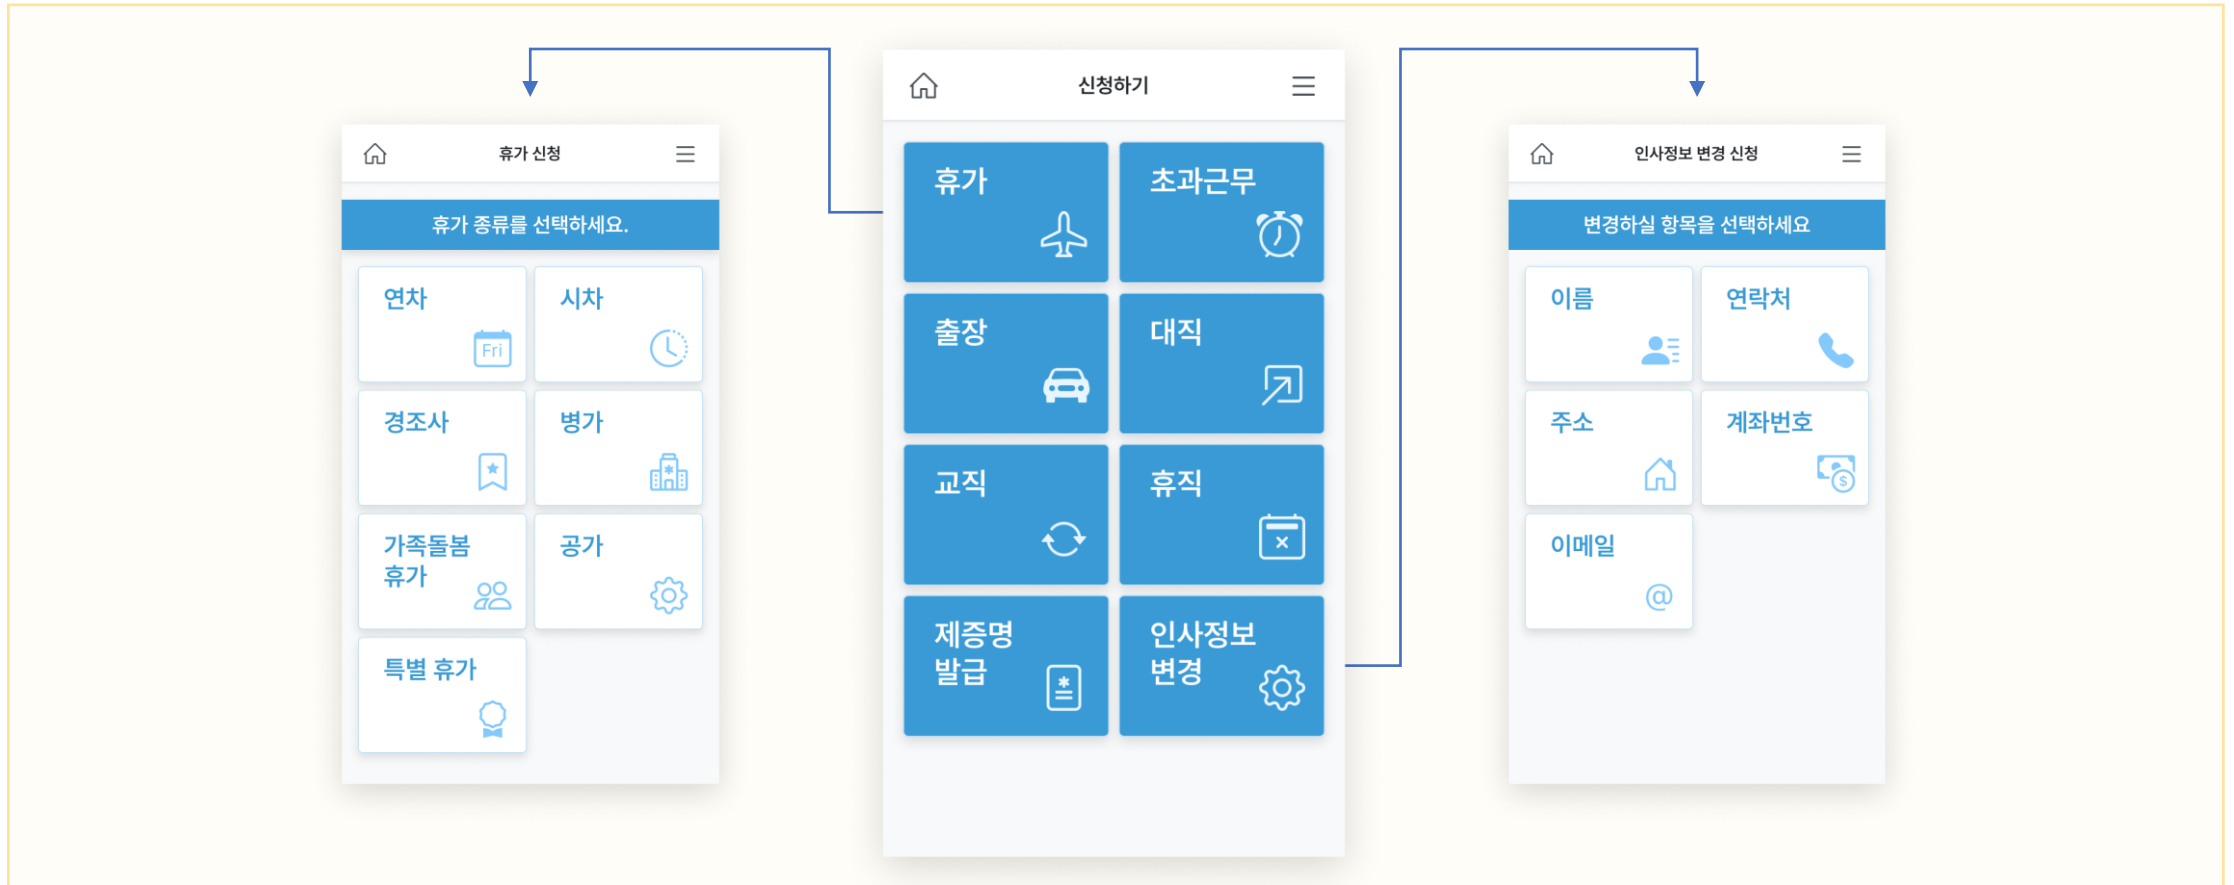 휴가 신청
휴가 종류를 선택하세요.
연차
Fri
시차
경조사
병가
가족돌봄
휴가
공가
특별 휴가
신청하기
휴가
초과근무
출장
대직
교직
휴직
제증명
발급
인사정보
변경
인사정보 변경 신청
변경하실 항목을 선택하세요
이름
연락처
주소
계좌번호
$
이메일
@